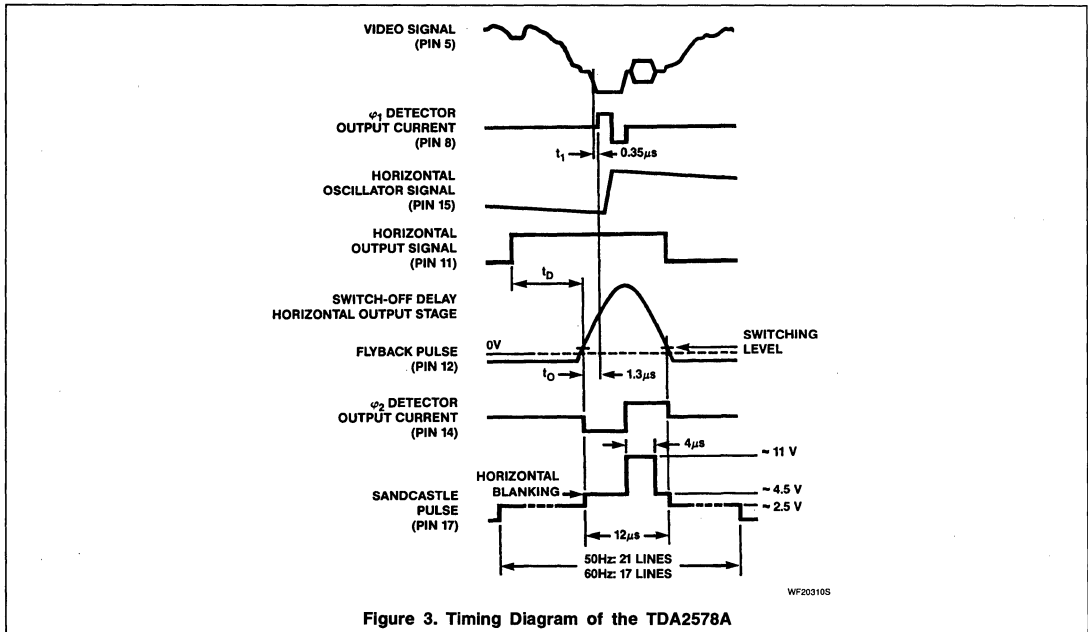 VIDEO SIGNAL
(PIN 5)
φ1 DETECTOR
OUTPUT CURRENT
(PIN 8)
t1
0.35μs
HORIZONTAL
OSCILLATOR SIGNAL
(PIN 15)
HORIZONTAL
OUTPUT SIGNAL
(PIN 11)
tD
SWITCH-OFF DELAY
HORIZONTAL OUTPUT STAGE
SWITCHING
LEVEL
0V
FLYBACK PULSE
(PIN 12)
tO
1.3μs
φ2 DETECTOR
OUTPUT CURRENT
(PIN 14)
4μs
~ 11 V
HORIZONTAL
BLANKING
~ 4.5 V
~ 2.5 V
SANDCASTLE
PULSE
(PIN 17)
12μs
50Hz: 21 LINES
60Hz: 17 LINES
WF20310S
Figure 3. Timing Diagram of the TDA2578A